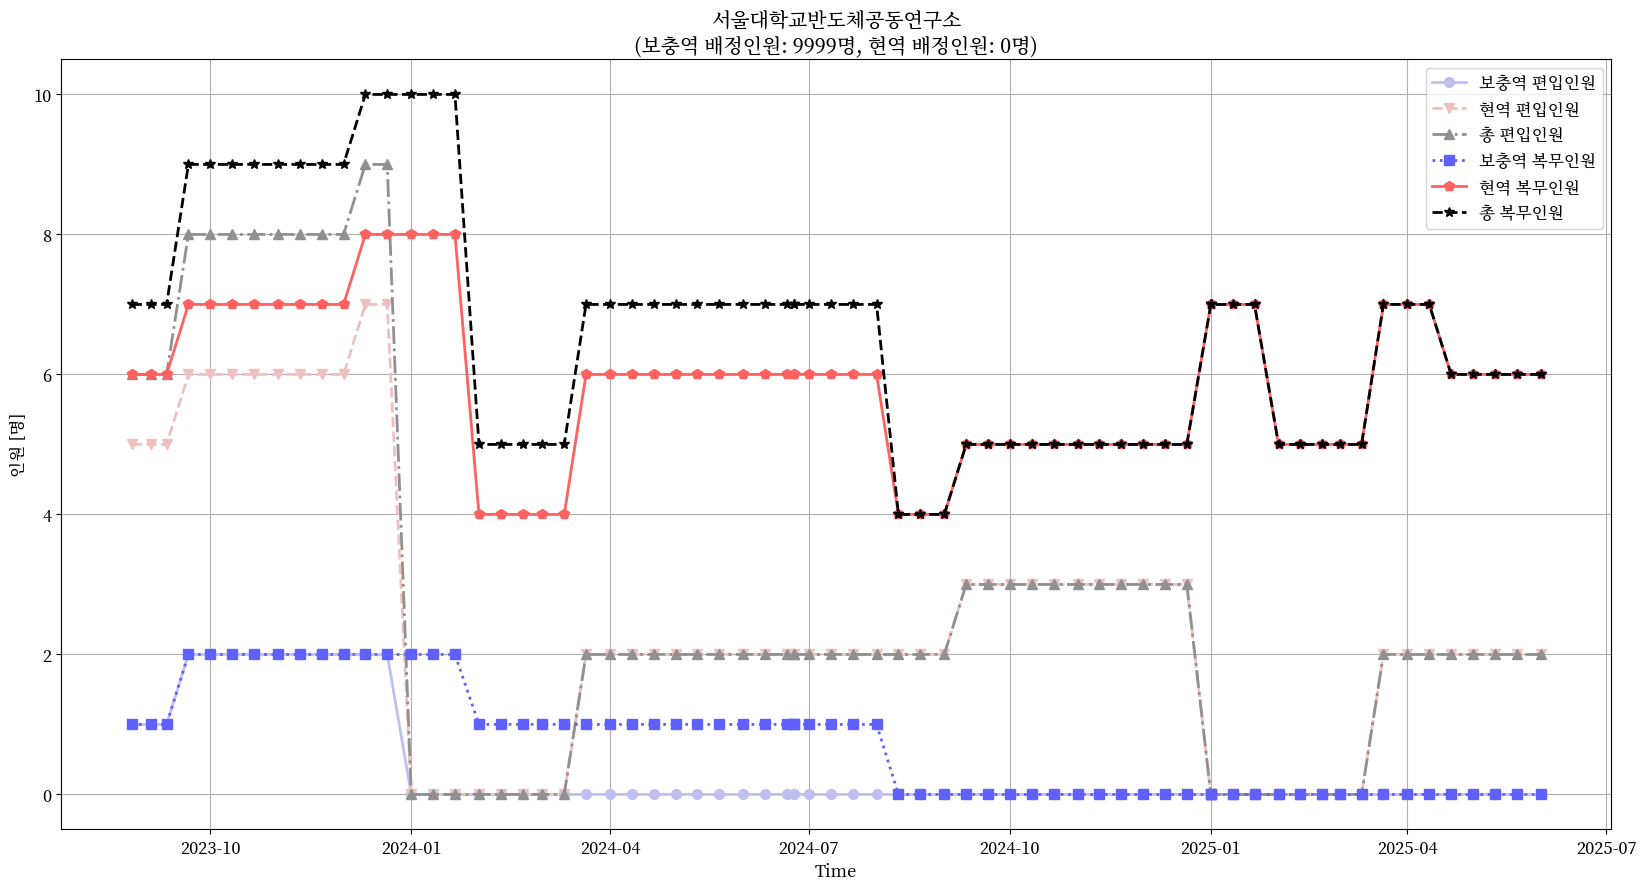 서울대학교반도체공동연구소
(보충역 배정인원: 9999명, 현역 배정인원: 0명)
보충역 편입인원
현역 편입인원
총 편입인원
보충역 복무인원
현역 복무인원
총 복무인원
인원 [명]
10
8
6
4
2
0
2023-10
2024-01
2024-04
2024-07
2024-10
2025-01
2025-04
2025-07
Time